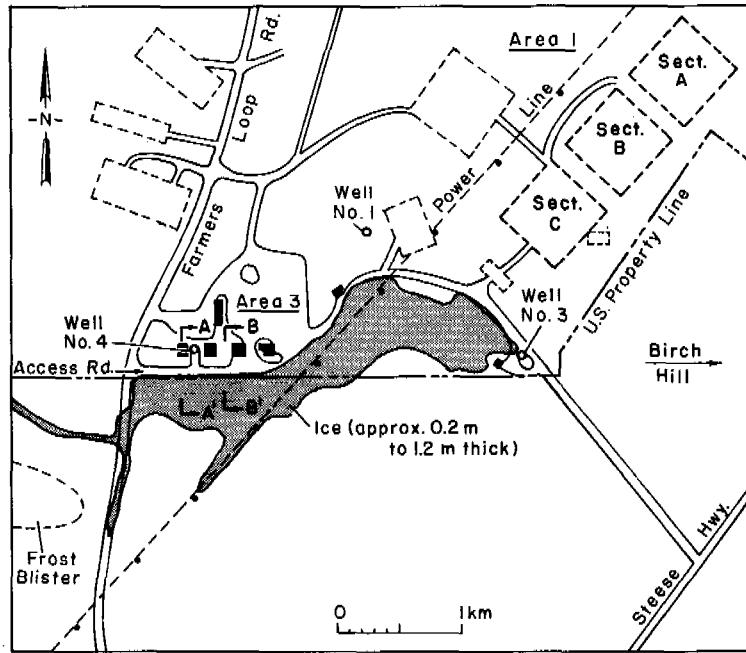 Rd.
Area 1
Sect.
A
-N-
Loop
Line
Sect.
B
Well
No. 1
Power
Sect.
C
U.S. Property Line
Farmers
Area 3
Well
No. 4
A
B
Well
No. 3
Access Rd.
Birch
Hill
A'
B'
Ice (approx. 0.2 m
to 1.2 m thick)
Frost
Blister
Hwy.
Steese
0 1 km